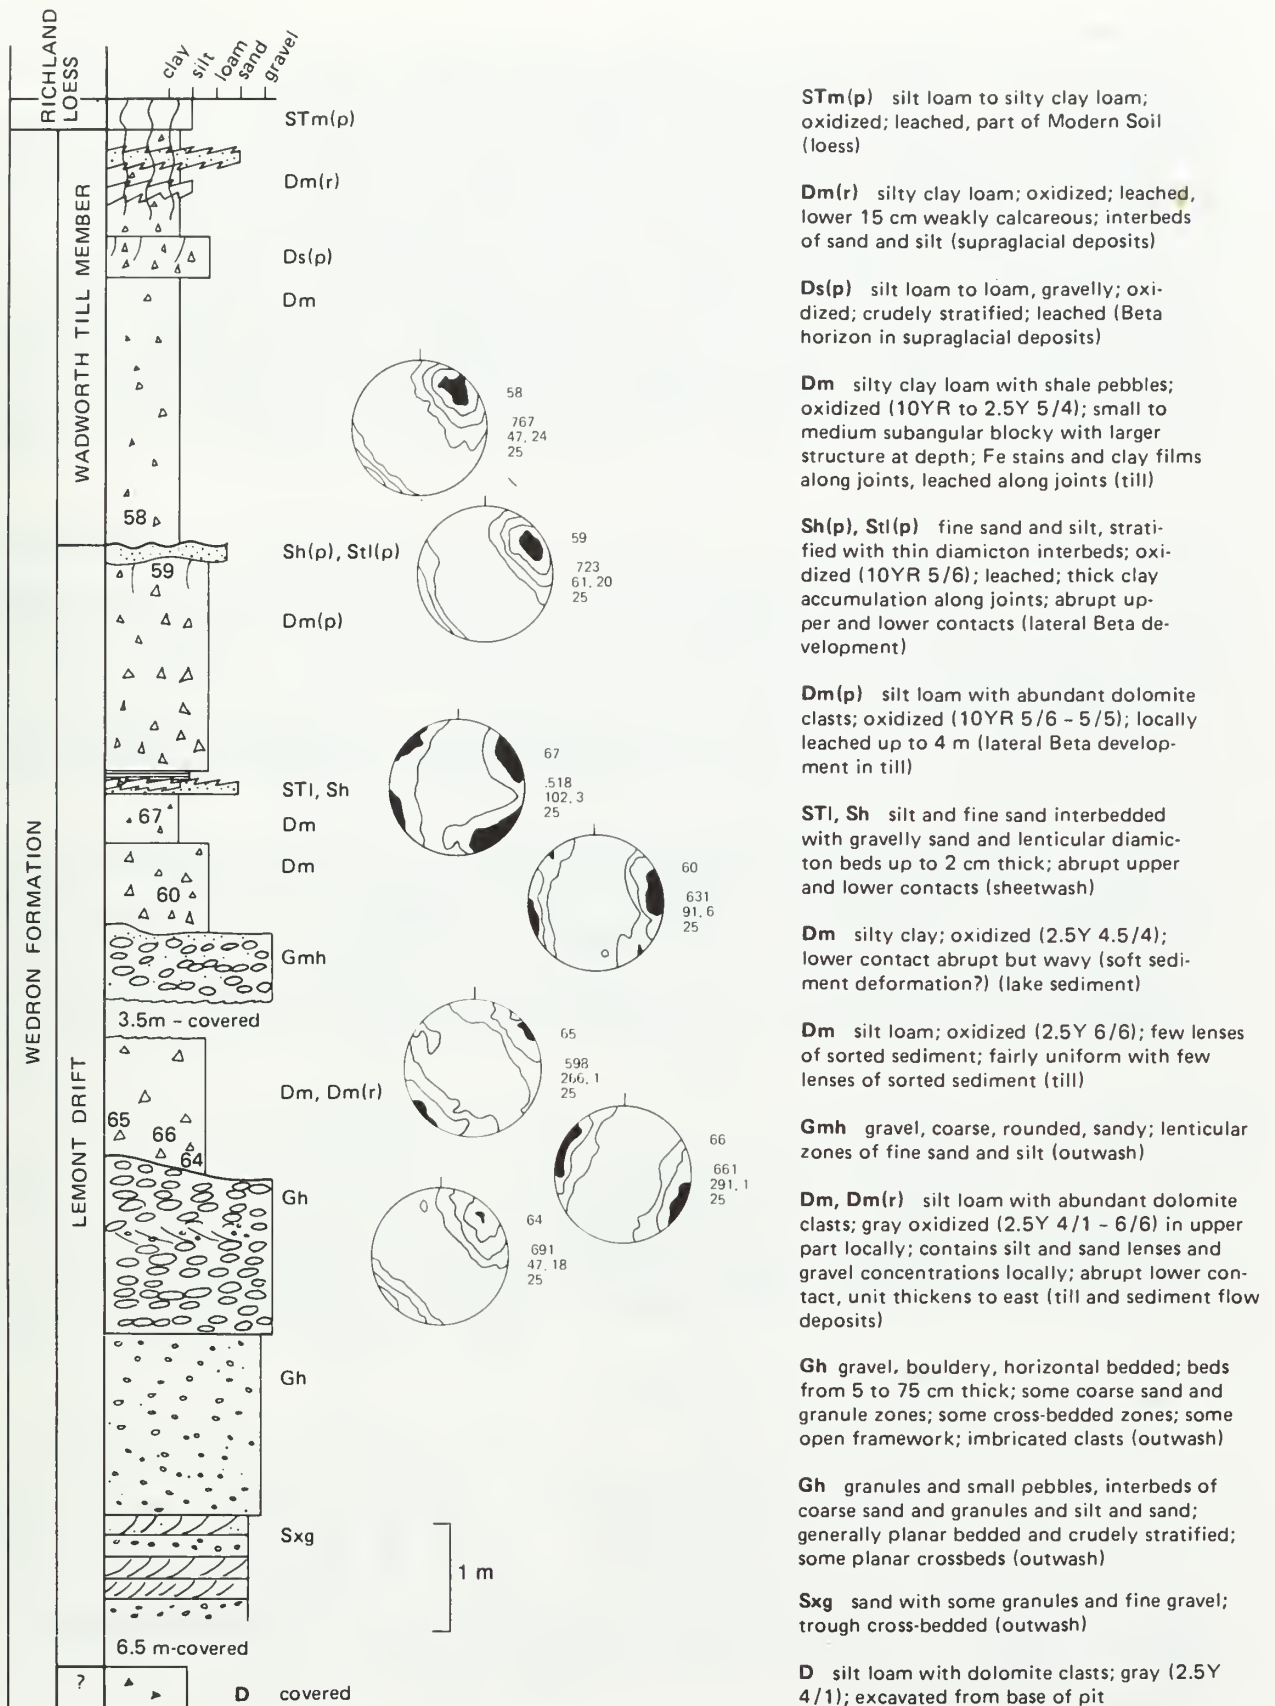 RICHLAND
LOESS
clay
silt
loam
sand
gravel
WEDRON FORMATION
WADWORTH TILL MEMBER
LEMONT DRIFT
?
STm(p)
Dm(r)
Ds(p)
Dm
58
Sh(p), Stl(p)
59
Dm(p)
STl, Sh
67
Dm
Dm
60
Gmh
3.5m – covered
Dm, Dm(r)
65
66
64
Gh
Gh
Sxg
6.5 m-covered
D covered
1 m
58
767
47, 24
25
59
723
61, 20
25
67
.518
102, 3
25
60
631
91, 6
25
65
598
266, 1
25
66
661
291, 1
25
64
691
47, 18
25
STm(p) silt loam to silty clay loam;
oxidized; leached, part of Modern Soil
(loess)
Dm(r) silty clay loam; oxidized; leached,
lower 15 cm weakly calcareous; interbeds
of sand and silt (supraglacial deposits)
Ds(p) silt loam to loam, gravelly; oxi-
dized; crudely stratified; leached (Beta
horizon in supraglacial deposits)
Dm silty clay loam with shale pebbles;
oxidized (10YR to 2.5Y 5/4); small to
medium subangular blocky with larger
structure at depth; Fe stains and clay films
along joints, leached along joints (till)
Sh(p), Stl(p) fine sand and silt, strati-
fied with thin diamicton interbeds; oxi-
dized (10YR 5/6); leached; thick clay
accumulation along joints; abrupt up-
per and lower contacts (lateral Beta de-
velopment)
Dm(p) silt loam with abundant dolomite
clasts; oxidized (10YR 5/6 – 5/5); locally
leached up to 4 m (lateral Beta develop-
ment in till)
STl, Sh silt and fine sand interbedded
with gravelly sand and lenticular diamic-
ton beds up to 2 cm thick; abrupt upper
and lower contacts (sheetwash)
Dm silty clay; oxidized (2.5Y 4.5/4);
lower contact abrupt but wavy (soft sedi-
ment deformation?) (lake sediment)
Dm silt loam; oxidized (2.5Y 6/6); few lenses
of sorted sediment; fairly uniform with few
lenses of sorted sediment (till)
Gmh gravel, coarse, rounded, sandy; lenticular
zones of fine sand and silt (outwash)
Dm, Dm(r) silt loam with abundant dolomite
clasts; gray oxidized (2.5Y 4/1 – 6/6) in upper
part locally; contains silt and sand lenses and
gravel concentrations locally; abrupt lower con-
tact, unit thickens to east (till and sediment flow
deposits)
Gh gravel, bouldery, horizontal bedded; beds
from 5 to 75 cm thick; some coarse sand and
granule zones; some cross-bedded zones; some
open framework; imbricated clasts (outwash)
Gh granules and small pebbles, interbeds of
coarse sand and granules and silt and sand;
generally planar bedded and crudely stratified;
some planar crossbeds (outwash)
Sxg sand with some granules and fine gravel;
trough cross-bedded (outwash)
D silt loam with dolomite clasts; gray (2.5Y
4/1); excavated from base of pit